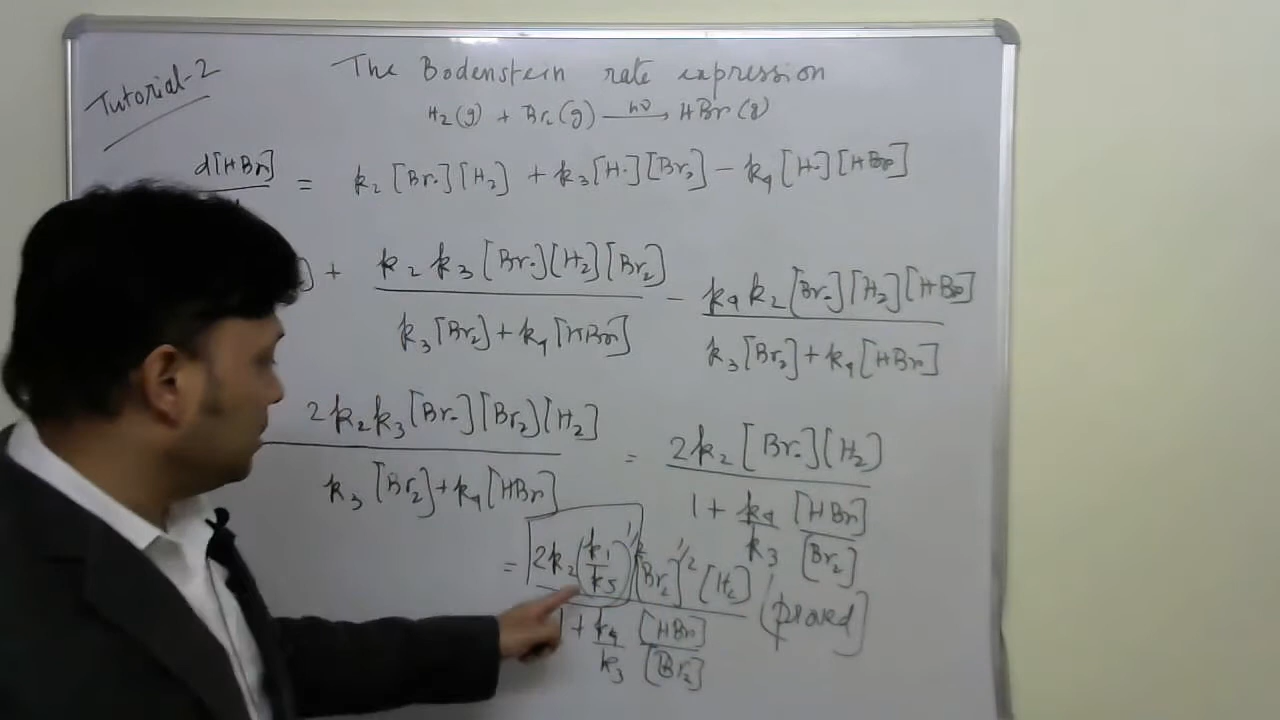 Tutorial-2
The Bodenstein rate expression
H₂(g) + Br₂(g) —hν→ HBr(g)
d[HBr] = k₂[Br·][H₂] + k₃[H·][Br₂] − k₄[H·][HBr]
] + k₂k₃[Br·][H₂][Br₂] / k₃[Br₂]+k₄[HBr] − k₄k₂[Br·][H₂][HBr] / k₃[Br₂]+k₄[HBr]
2k₂k₃[Br·][Br₂][H₂] / k₃[Br₂]+k₄[HBr] = 2k₂[Br·][H₂] / 1 + k₄/k₃ [HBr]/[Br₂]
= 2k₂(k₁/k₅)^1/2 [Br₂]^1/2 [H₂] / 1 + k₄/k₃ [HBr]/[Br₂] (proved]